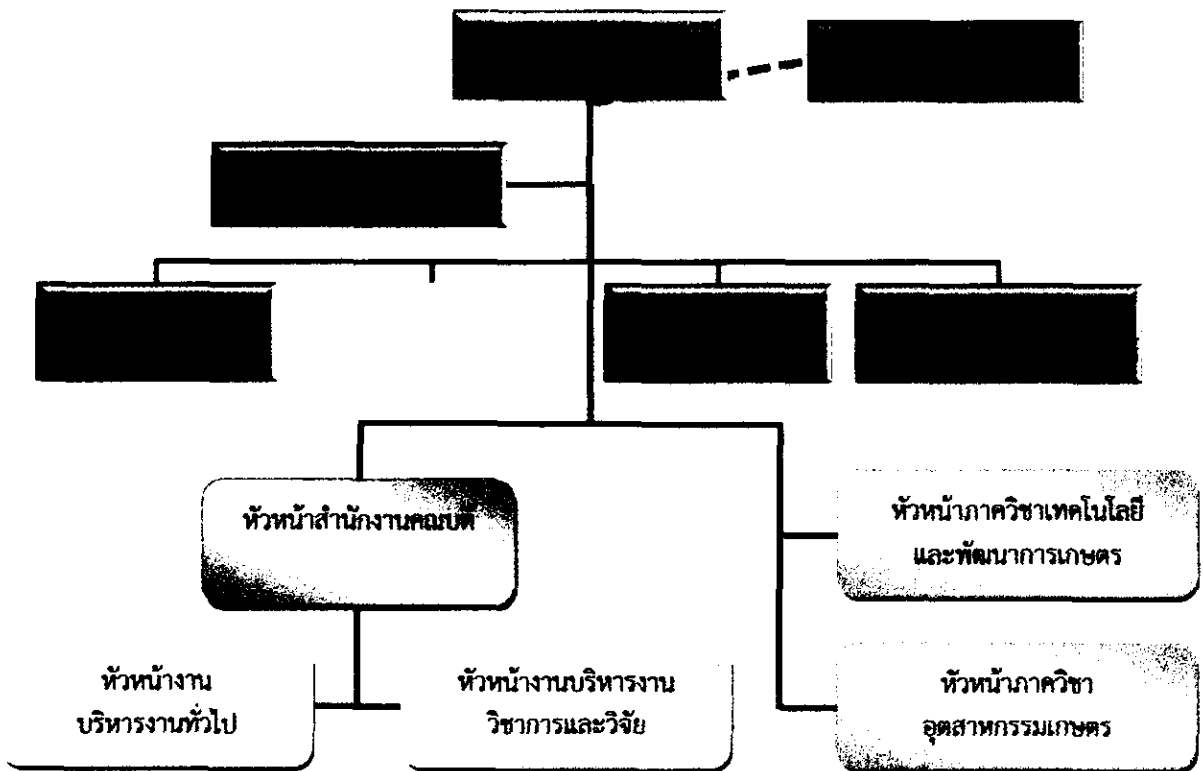 หัวหน้าสำนักงานคณบดี
หัวหน้าภาควิชาเทคโนโลยี
และพัฒนาการเกษตร
หัวหน้างาน
บริหารงานทั่วไป
หัวหน้างานบริหารงาน
วิชาการและวิจัย
หัวหน้าภาควิชา
อุตสาหกรรมเกษตร